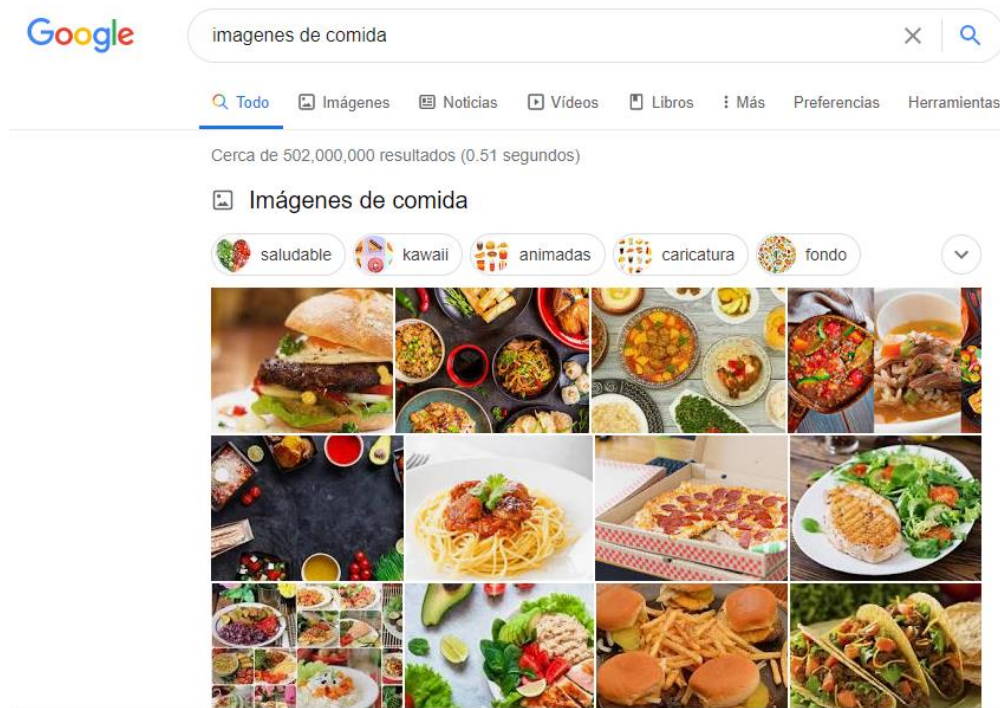 Google
imagenes de comida
Todo Imágenes Noticias Vídeos Libros Más Preferencias Herramientas
Cerca de 502,000,000 resultados (0.51 segundos)
Imágenes de comida
saludable kawaii animadas caricatura fondo